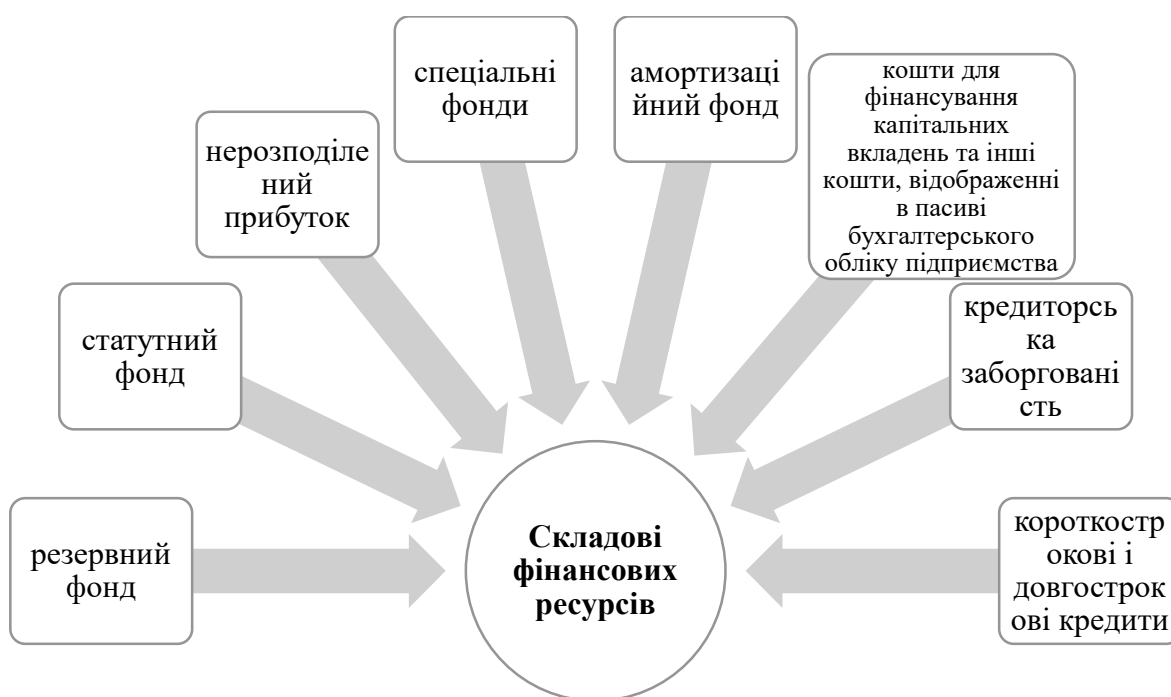 спеціальні
фонди
амортизаці
йний фонд
кошти для
фінансування
капітальних
вкладень та інші
кошти, відображенні
в пасиві
бухгалтерського
обліку підприємства
нерозподіле
ний
прибуток
кредиторсь
ка
заборговані
сть
статутний
фонд
резервний
фонд
Складові
фінансових
ресурсів
короткостр
окові і
довгострок
ові кредити